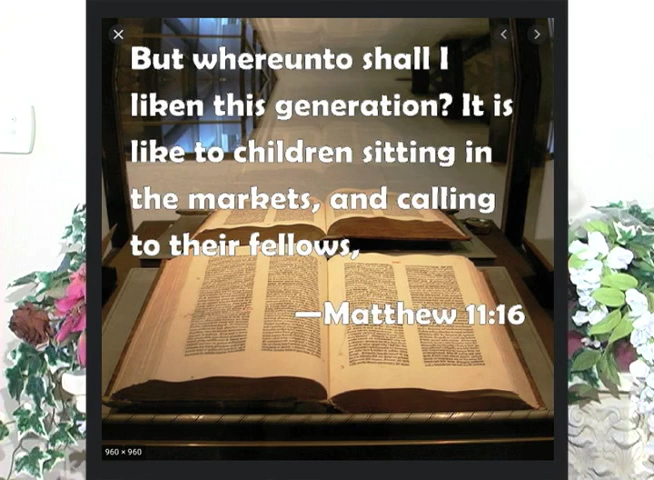 But whereunto shall I
liken this generation? It is
like to children sitting in
the markets, and calling
to their fellows,
—Matthew 11:16
960 × 960